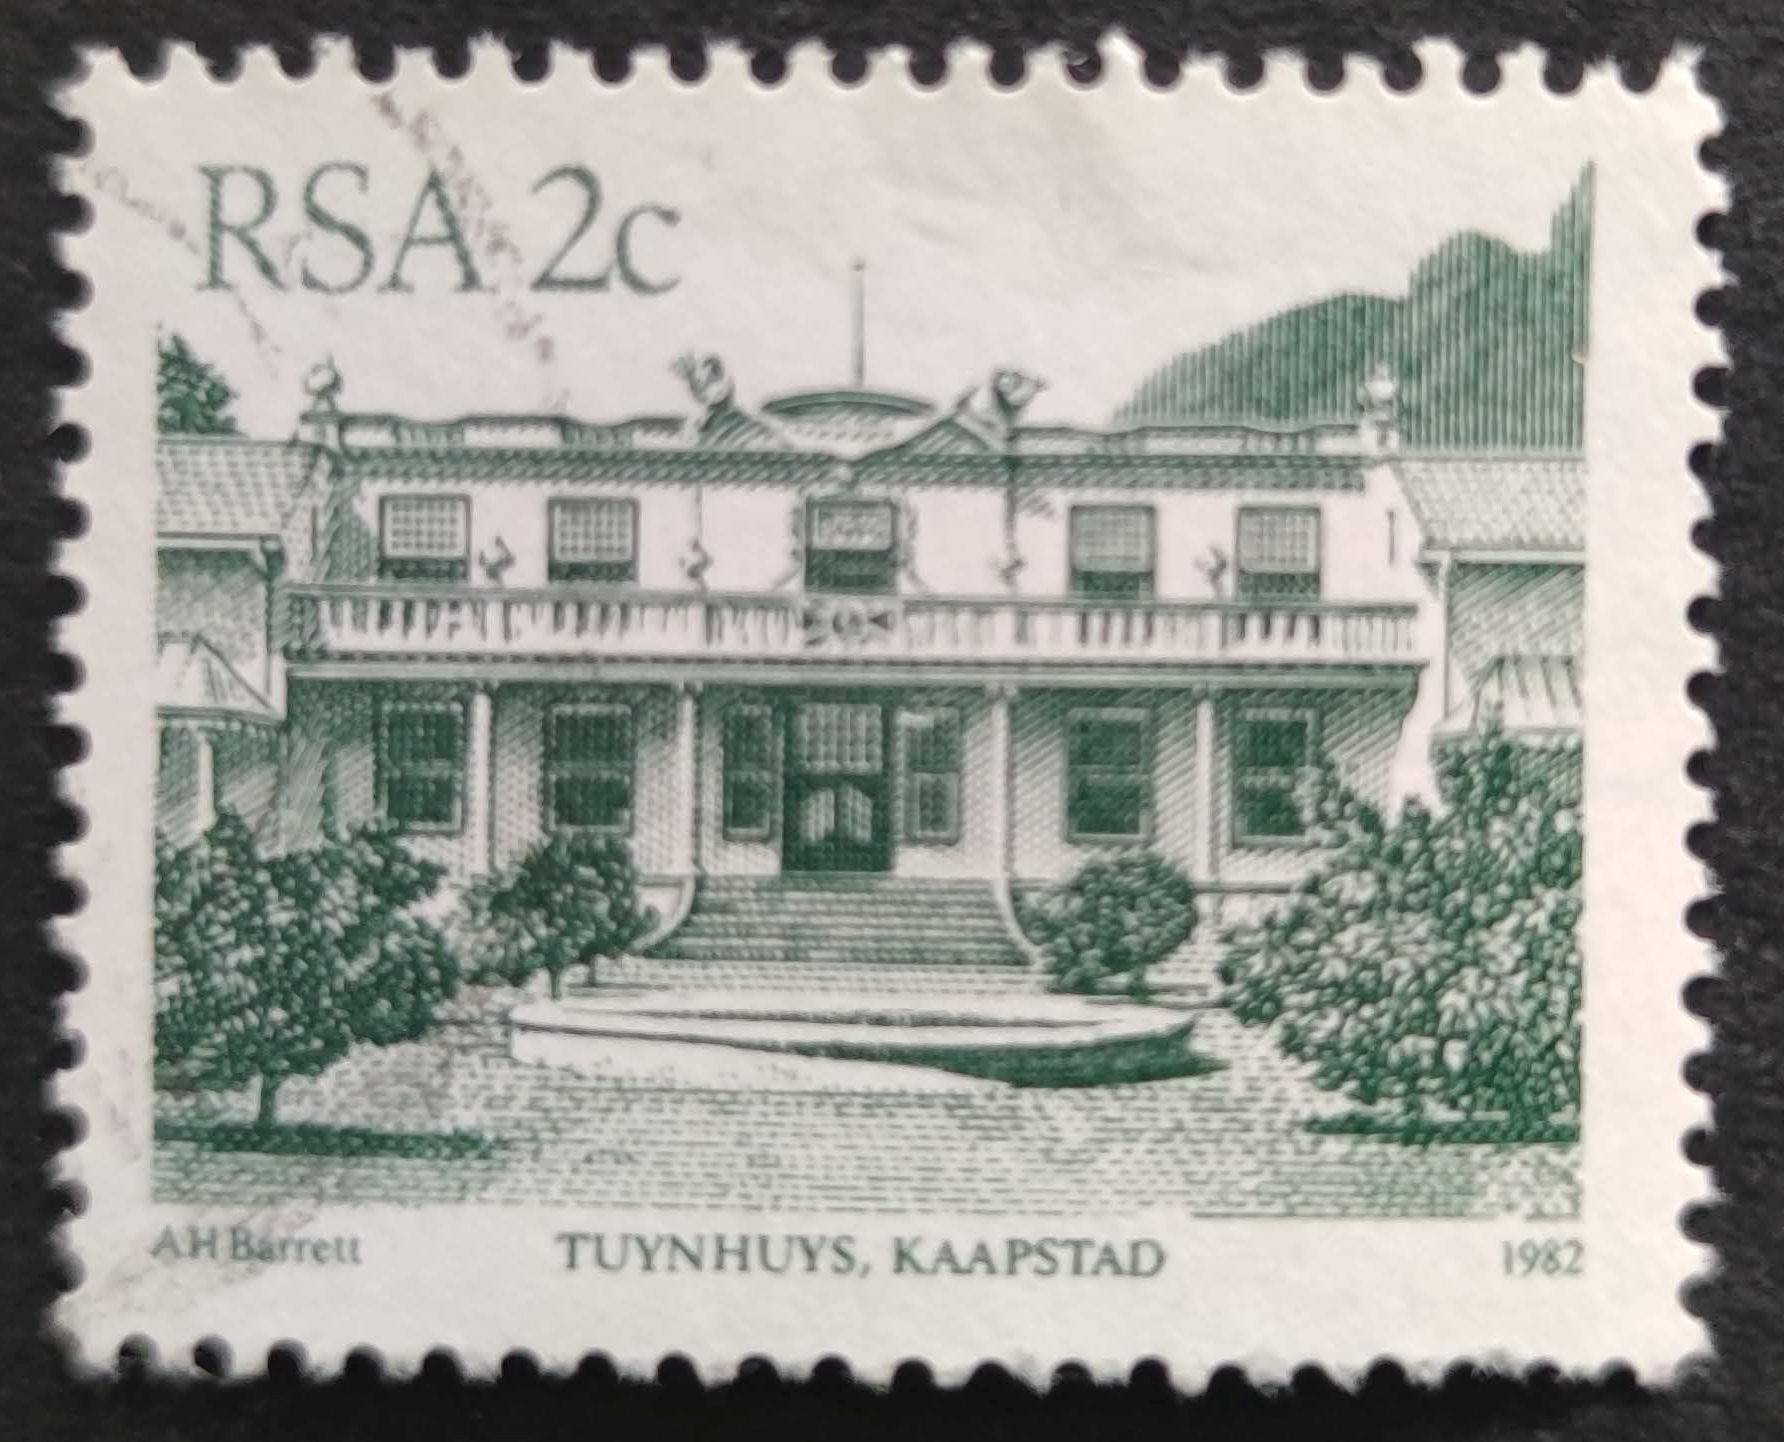 RSA 2c
AH Barrett TUYNHUYS, KAAPSTAD 1982